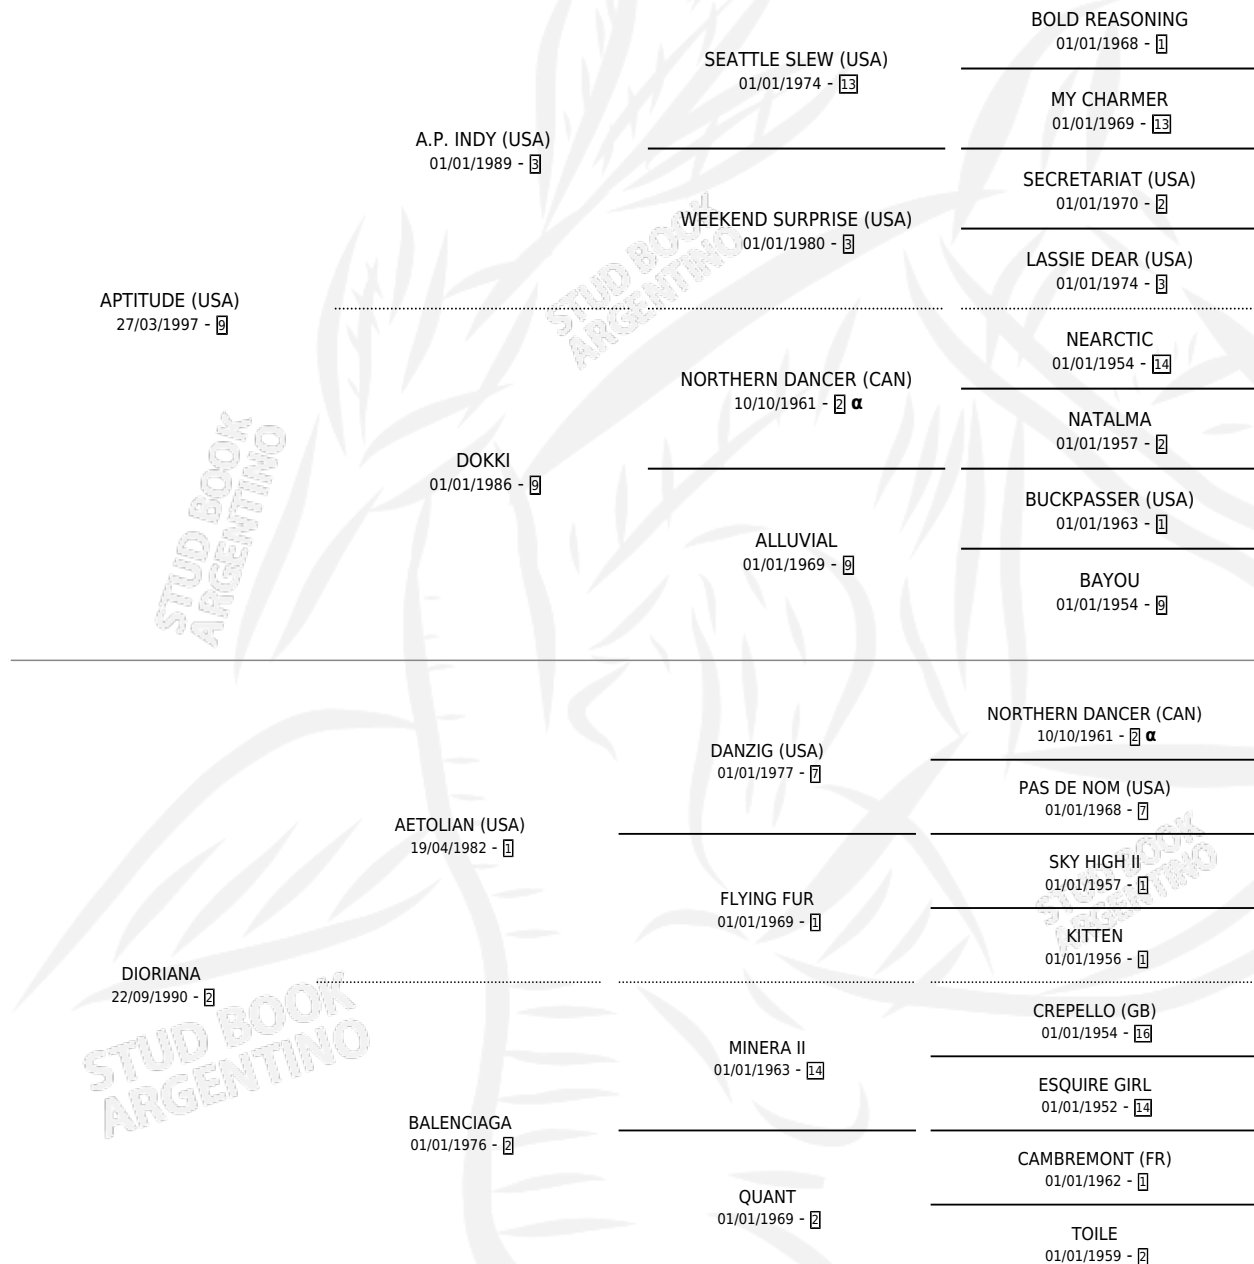 BOLD REASONING
01/01/1968 - 1
SEATTLE SLEW (USA)
01/01/1974 - 13
MY CHARMER
01/01/1969 - 13
A.P. INDY (USA)
01/01/1989 - 3
SECRETARIAT (USA)
01/01/1970 - 2
WEEKEND SURPRISE (USA)
01/01/1980 - 3
LASSIE DEAR (USA)
01/01/1974 - 3
STUD BOOK
ARGENTINO
APTITUDE (USA)
27/03/1997 - 9
NEARCTIC
01/01/1954 - 14
NORTHERN DANCER (CAN)
10/10/1961 - 2 α
NATALMA
01/01/1957 - 2
DOKKI
01/01/1986 - 9
STUD BOOK
ARGENTINO
BUCKPASSER (USA)
01/01/1963 - 1
ALLUVIAL
01/01/1969 - 9
BAYOU
01/01/1954 - 9
NORTHERN DANCER (CAN)
10/10/1961 - 2 α
DANZIG (USA)
01/01/1977 - 7
PAS DE NOM (USA)
01/01/1968 - 7
AETOLIAN (USA)
19/04/1982 - 1
SKY HIGH II
01/01/1957 - 1
STUD BOOK
ARGENTINO
FLYING FUR
01/01/1969 - 1
KITTEN
01/01/1956 - 1
DIORIANA
22/09/1990 - 2
STUD BOOK
ARGENTINO
CREPELLO (GB)
01/01/1954 - 16
MINERA II
01/01/1963 - 14
ESQUIRE GIRL
01/01/1952 - 14
BALENCIAGA
01/01/1976 - 2
CAMBREMONT (FR)
01/01/1962 - 1
QUANT
01/01/1969 - 2
TOILE
01/01/1959 - 2